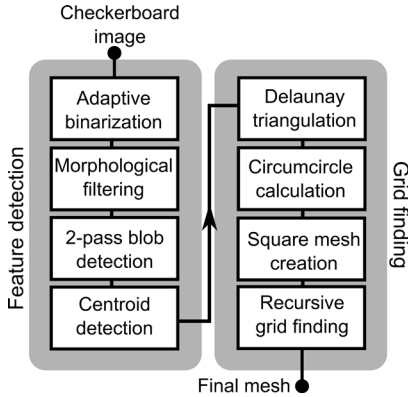 Checkerboard
image
Feature detection
Adaptive
binarization
Morphological
filtering
2-pass blob
detection
Centroid
detection
Delaunay
triangulation
Circumcircle
calculation
Square mesh
creation
Recursive
grid finding
Grid finding
Final mesh